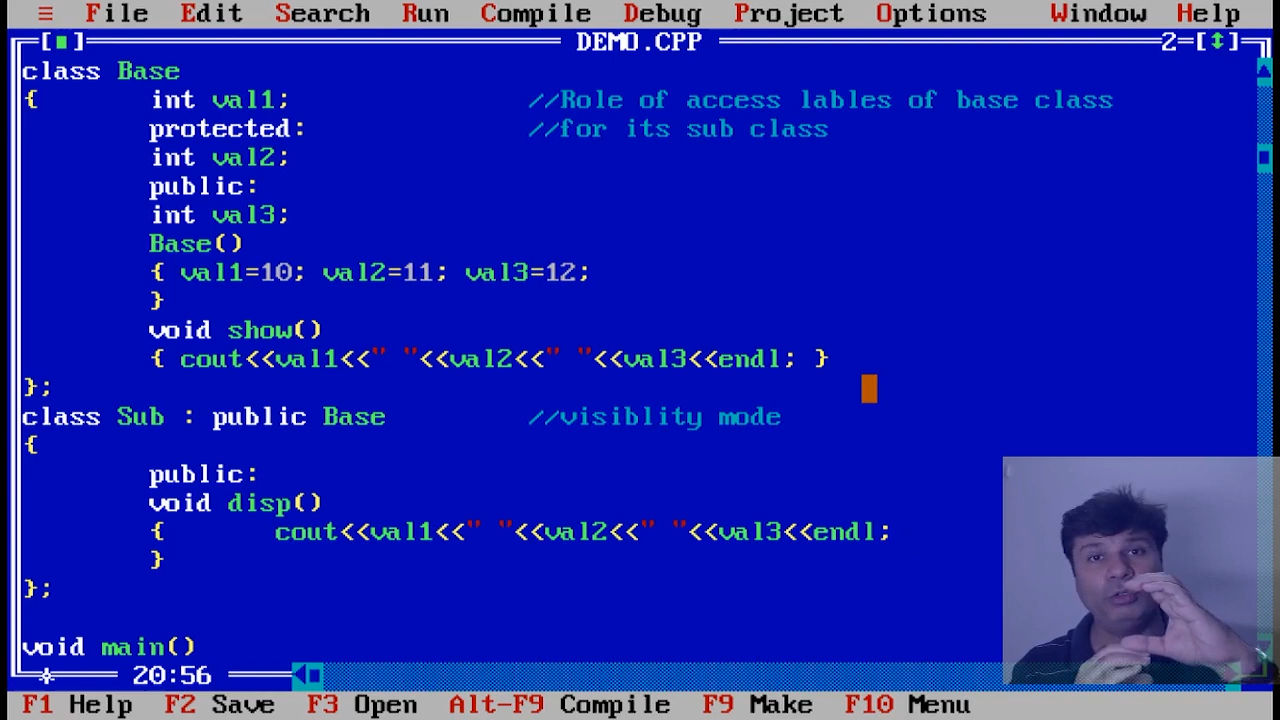 ≡ File Edit Search Run Compile Debug Project Options Window Help
DEMO.CPP 2
class Base
{ int val1; //Role of access lables of base class
protected: //for its sub class
int val2;
public:
int val3;
Base()
{ val1=10; val2=11; val3=12;
}
void show()
{ cout<<val1<<" "<<val2<<" "<<val3<<endl; }
};
class Sub : public Base //visiblity mode
{
public:
void disp()
{ cout<<val1<<" "<<val2<<" "<<val3<<endl;
}
};
void main()
20:56
F1 Help F2 Save F3 Open Alt-F9 Compile F9 Make F10 Menu